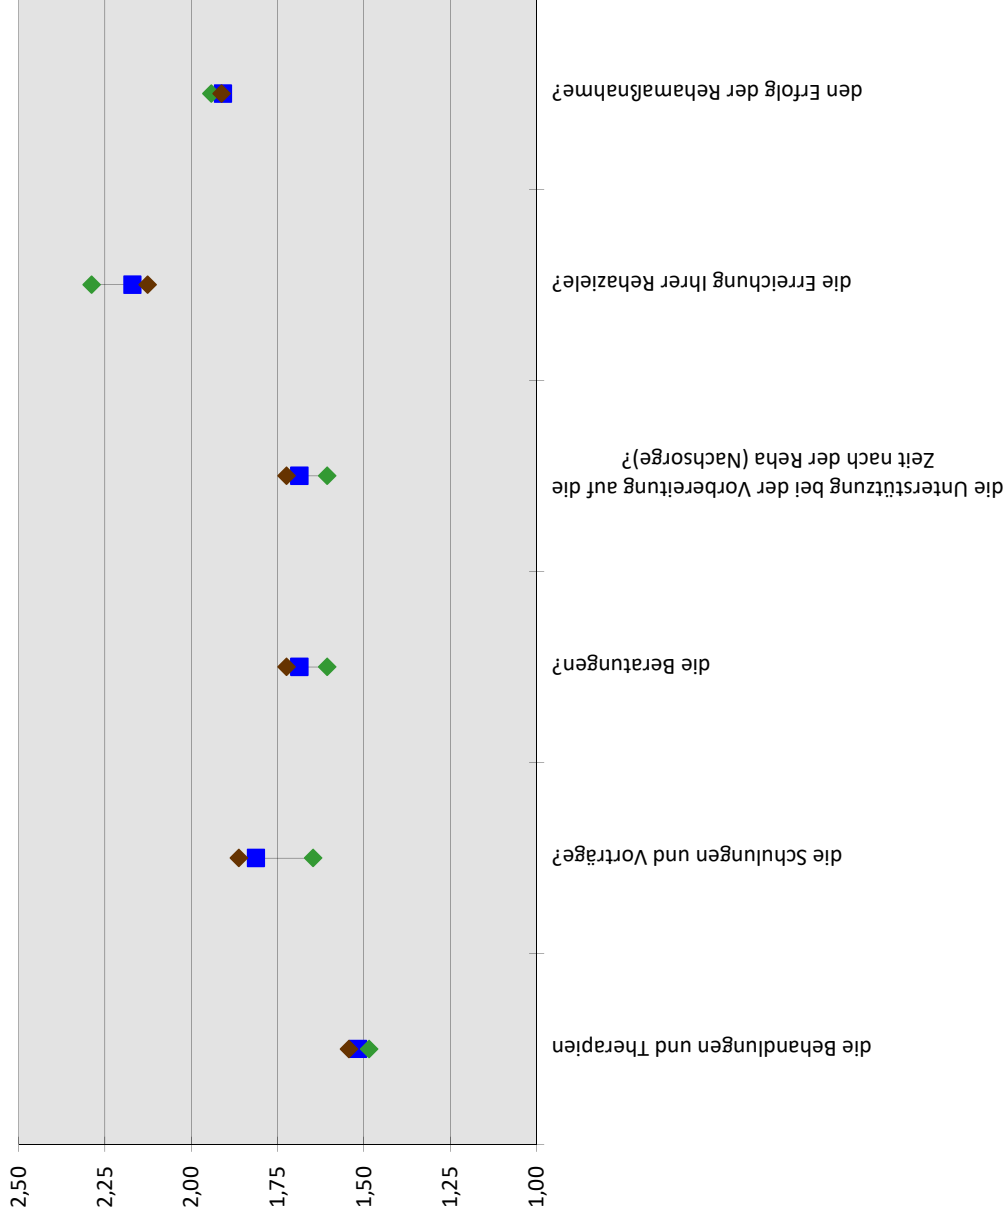 den Erfolg der Rehamaßnahme?
die Erreichung Ihrer Rehaziele?
die Unterstützung bei der Vorbereitung auf die
Zeit nach der Reha (Nachsorge)?
die Beratungen?
die Schulungen und Vorträge?
die Behandlungen und Therapien
2,50
2,25
2,00
1,75
1,50
1,25
1,00